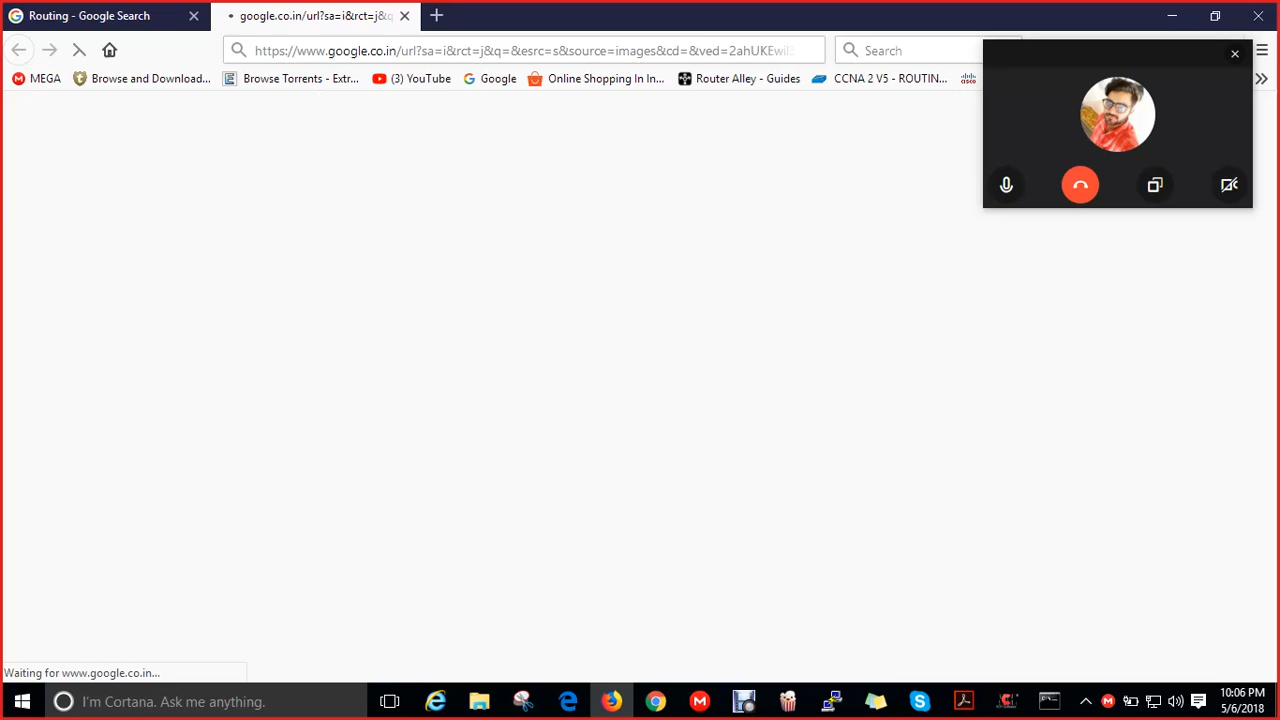 Routing - Google Search
google.co.in/url?sa=i&rct=j&q
https://www.google.co.in/url?sa=i&rct=j&q=&esrc=s&source=images&cd=&ved=2ahUKEwi
Search
MEGA
Browse and Download...
Browse Torrents - Extr...
(3) YouTube
Google
Online Shopping In In...
Router Alley - Guides
CCNA 2 V5 - ROUTIN...
Waiting for www.google.co.in...
I'm Cortana. Ask me anything.
10:06 PM
5/6/2018